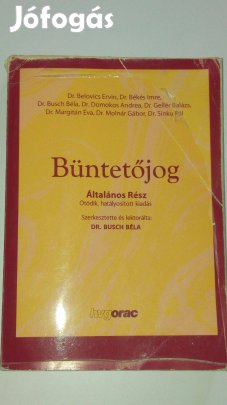 Jófogás
Dr. Belovics Ervin, Dr. Békés Imre,
Dr. Busch Béla, Dr. Domokos Andrea, Dr. Gellér Balázs,
Dr. Margitán Éva, Dr. Molnár Gábor, Dr. Sinku Pál
Büntetőjog
Általános Rész
Ötödik, hatályosított kiadás
Szerkesztette és lektorálta:
DR. BUSCH BÉLA
hvgorac